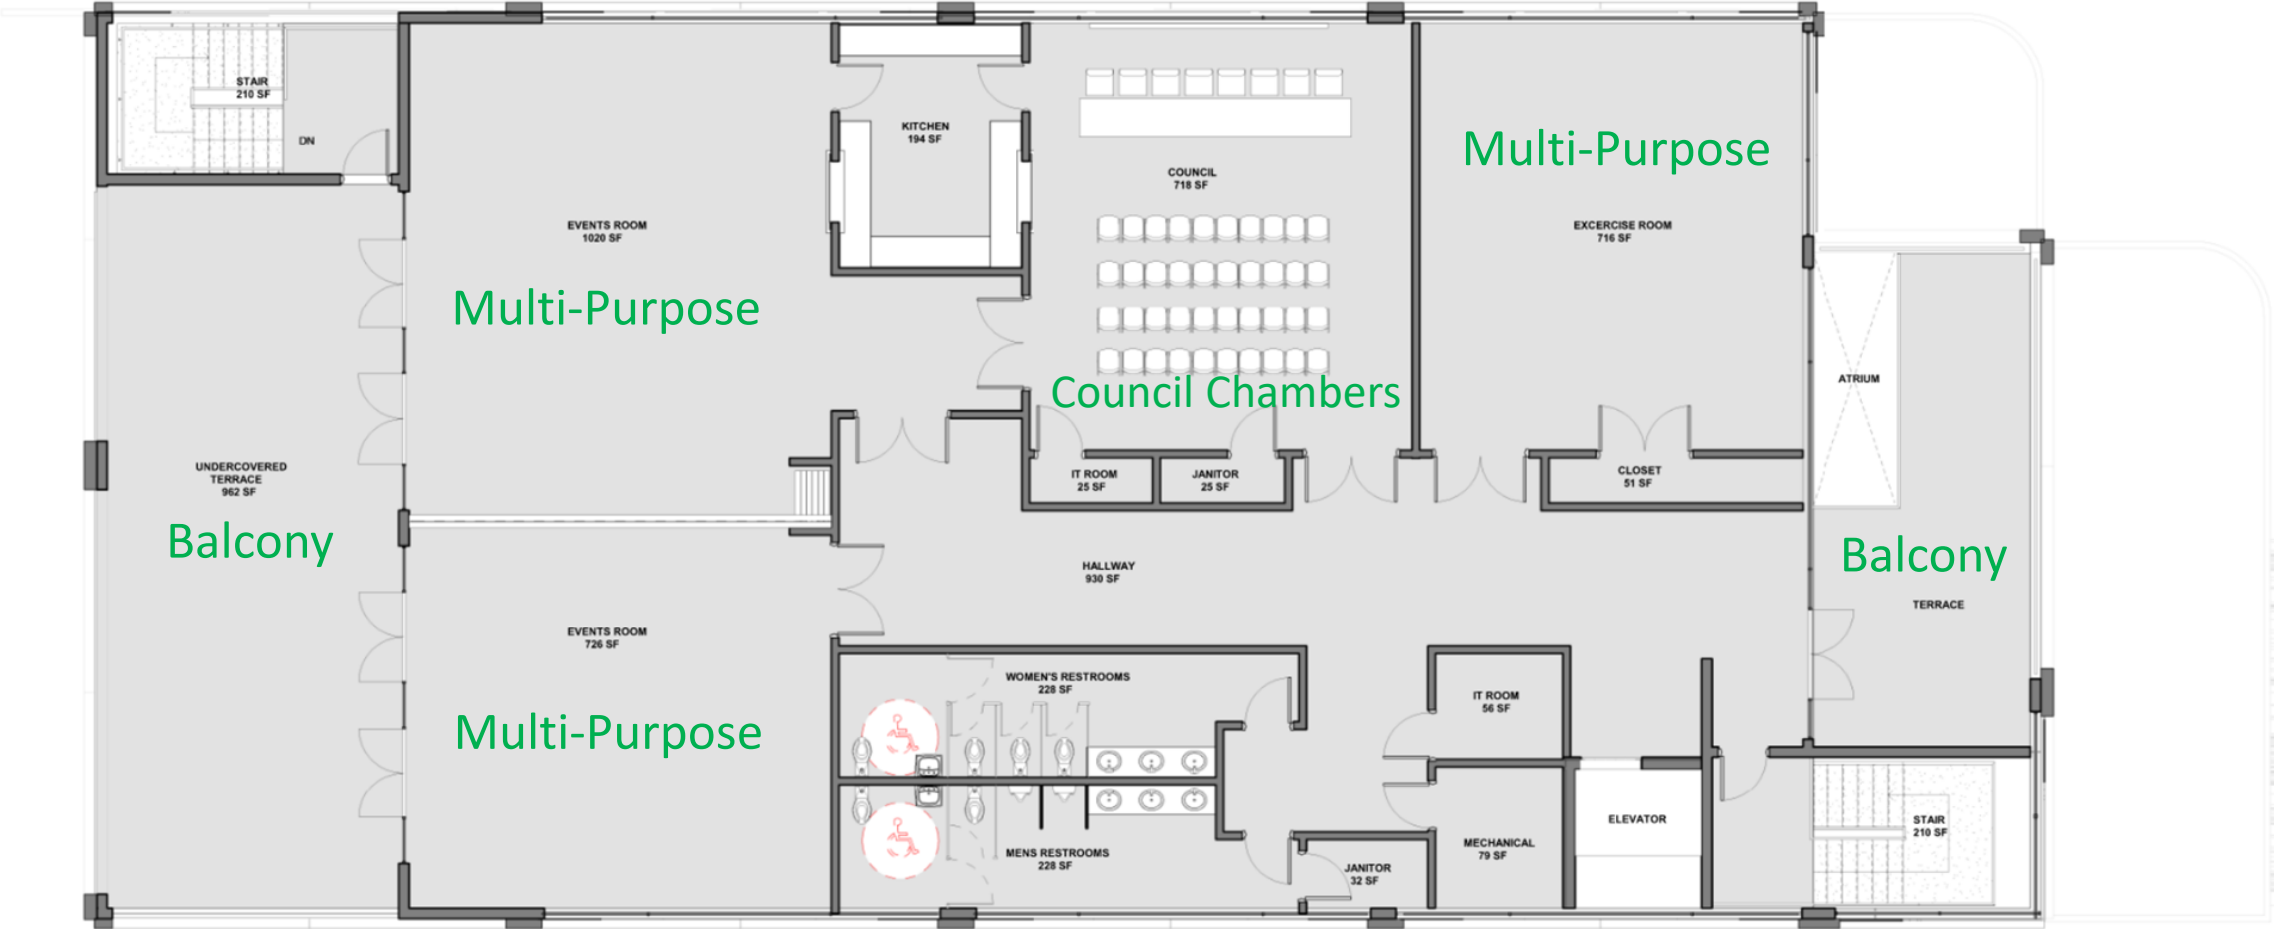 STAIR
210 SF
DN
KITCHEN
194 SF
COUNCIL
718 SF
Multi-Purpose
EVENTS ROOM
1020 SF
EXCERCISE ROOM
716 SF
Multi-Purpose
Council Chambers
ATRIUM
UNDERCOVERED
TERRACE
962 SF
IT ROOM
25 SF
JANITOR
25 SF
CLOSET
51 SF
Balcony
HALLWAY
930 SF
Balcony
TERRACE
EVENTS ROOM
726 SF
Multi-Purpose
WOMEN'S RESTROOMS
228 SF
IT ROOM
56 SF
MENS RESTROOMS
228 SF
JANITOR
32 SF
MECHANICAL
79 SF
ELEVATOR
STAIR
210 SF